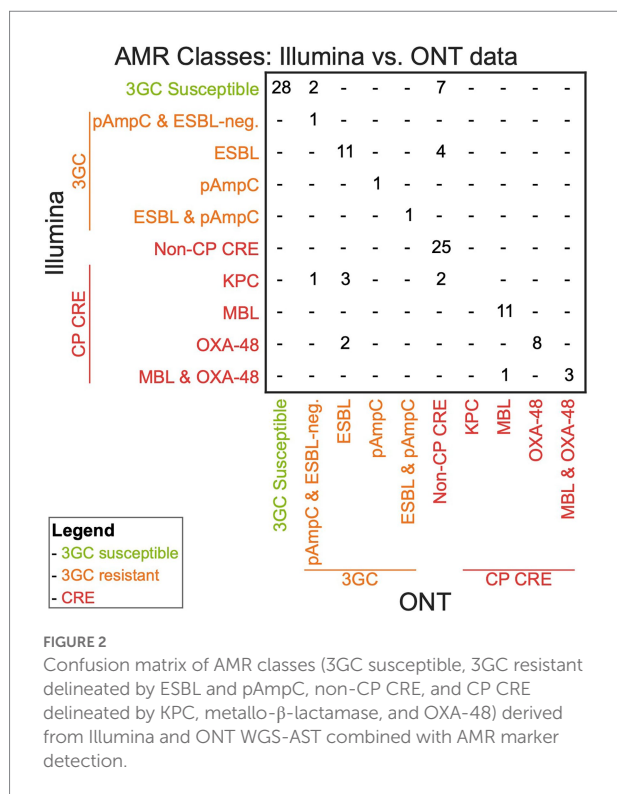 AMR Classes: Illumina vs. ONT data
3GC Susceptible 28 2 - - - 7 - - - -
pAmpC & ESBL-neg. - 1 - - - - - - - -
ESBL - - 11 - - 4 - - - -
pAmpC - - - 1 - - - - - -
ESBL & pAmpC - - - - 1 - - - - -
Non-CP CRE - - - - - 25 - - - -
KPC - 1 3 - - 2 - - -
MBL - - - - - - - 11 - -
OXA-48 - - 2 - - - - - 8 -
MBL & OXA-48 - - - - - - - 1 - 3
3GC
CP CRE
Illumina
3GC Susceptible
pAmpC & ESBL-neg.
ESBL
pAmpC
ESBL & pAmpC
Non-CP CRE
KPC
MBL
OXA-48
MBL & OXA-48
3GC
CP CRE
ONT
Legend
- 3GC susceptible
- 3GC resistant
- CRE
FIGURE 2
Confusion matrix of AMR classes (3GC susceptible, 3GC resistant
delineated by ESBL and pAmpC, non-CP CRE, and CP CRE
delineated by KPC, metallo-β-lactamase, and OXA-48) derived
from Illumina and ONT WGS-AST combined with AMR marker
detection.